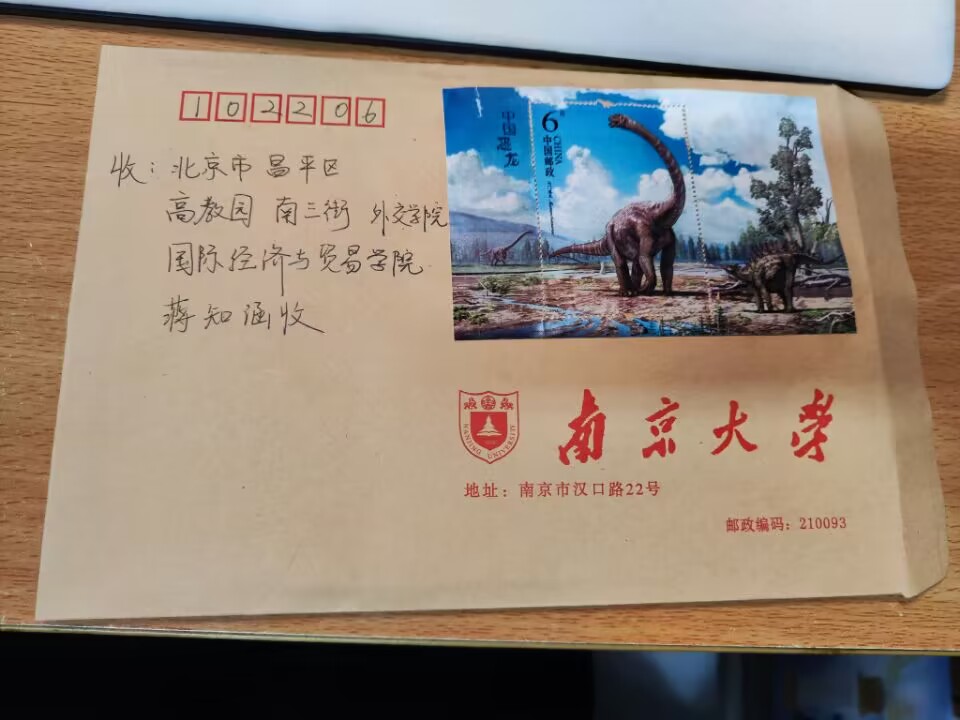 102206
收：北京市昌平区
高教园 南三街 外交学院
国际经济与贸易学院
蒋知涵收
中国恐龙
6元
中国邮政
CHINA
NANJING UNIVERSITY
南京大学
地址：南京市汉口路22号
邮政编码：210093